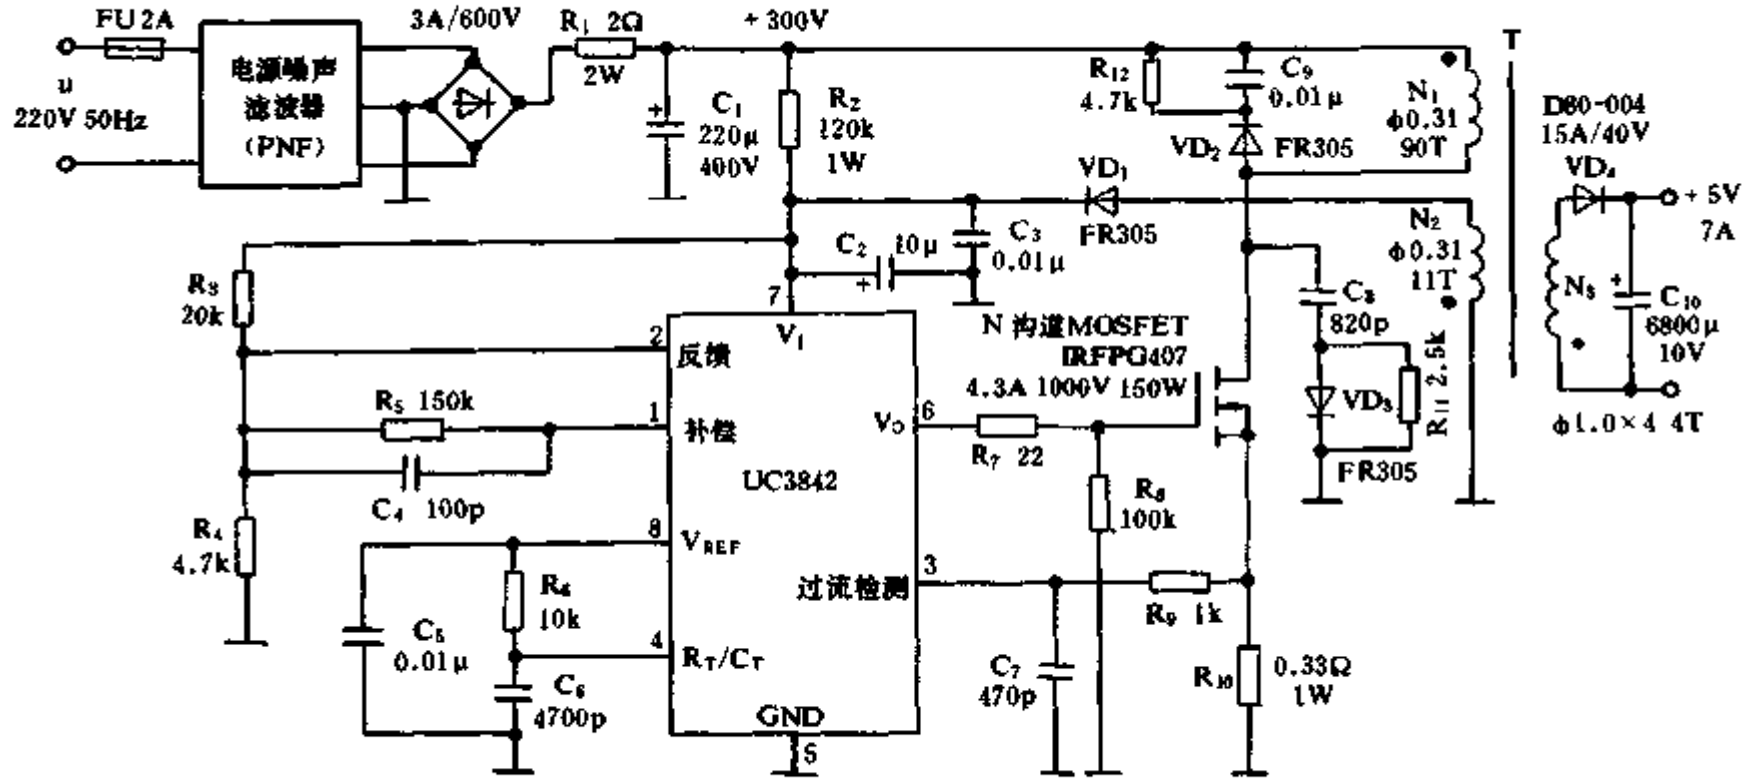 FU 2A
3A/600V
R₁ 2Ω
2W
+300V
u
220V 50Hz
电源噪声
滤波器
(PNF)
C₁
220μ
400V
R₂
120k
1W
R₁₂
4.7k
C₉
0.01μ
VD₂
FR305
N₁
φ0.31
90T
T
D80-004
15A/40V
VD₄
+5V
7A
VD₁
FR305
N₂
φ0.31
11T
N₃
C₁₀
6800μ
10V
φ1.0×4 4T
C₂
10μ
C₃
0.01μ
R₃
20k
7
V₁
2
反馈
N 沟道MOSFET
IRFPG407
4.3A 1000V 150W
C₈
820p
VD₃
R₁₁ 2.5k
FR305
R₅ 150k
1
补偿
C₄ 100p
UC3842
V₀
6
R₇ 22
R₄
4.7k
8
V_REF
R₆
10k
C₅
0.01μ
4
R_T/C_T
C₆
4700p
过流检测
3
R₉ 1k
100k
C₇
470p
R₁₀
0.33Ω
1W
GND
5